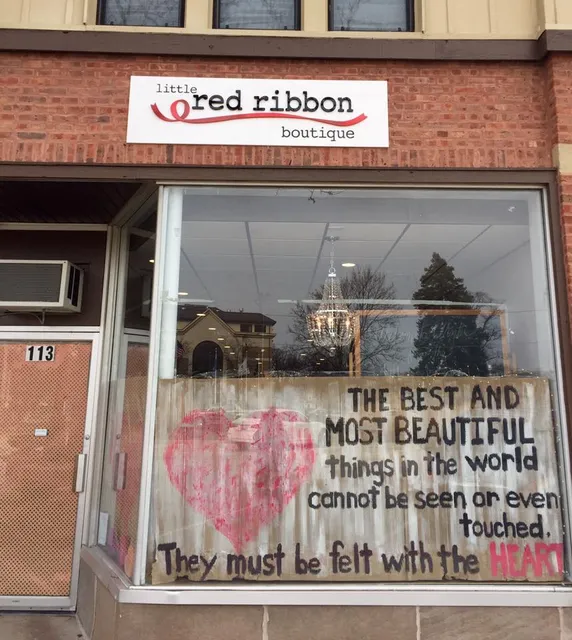 little
red ribbon
boutique
113
THE BEST AND
MOST BEAUTIFUL
things in the world
cannot be seen or even
touched.
They must be felt with the HEART